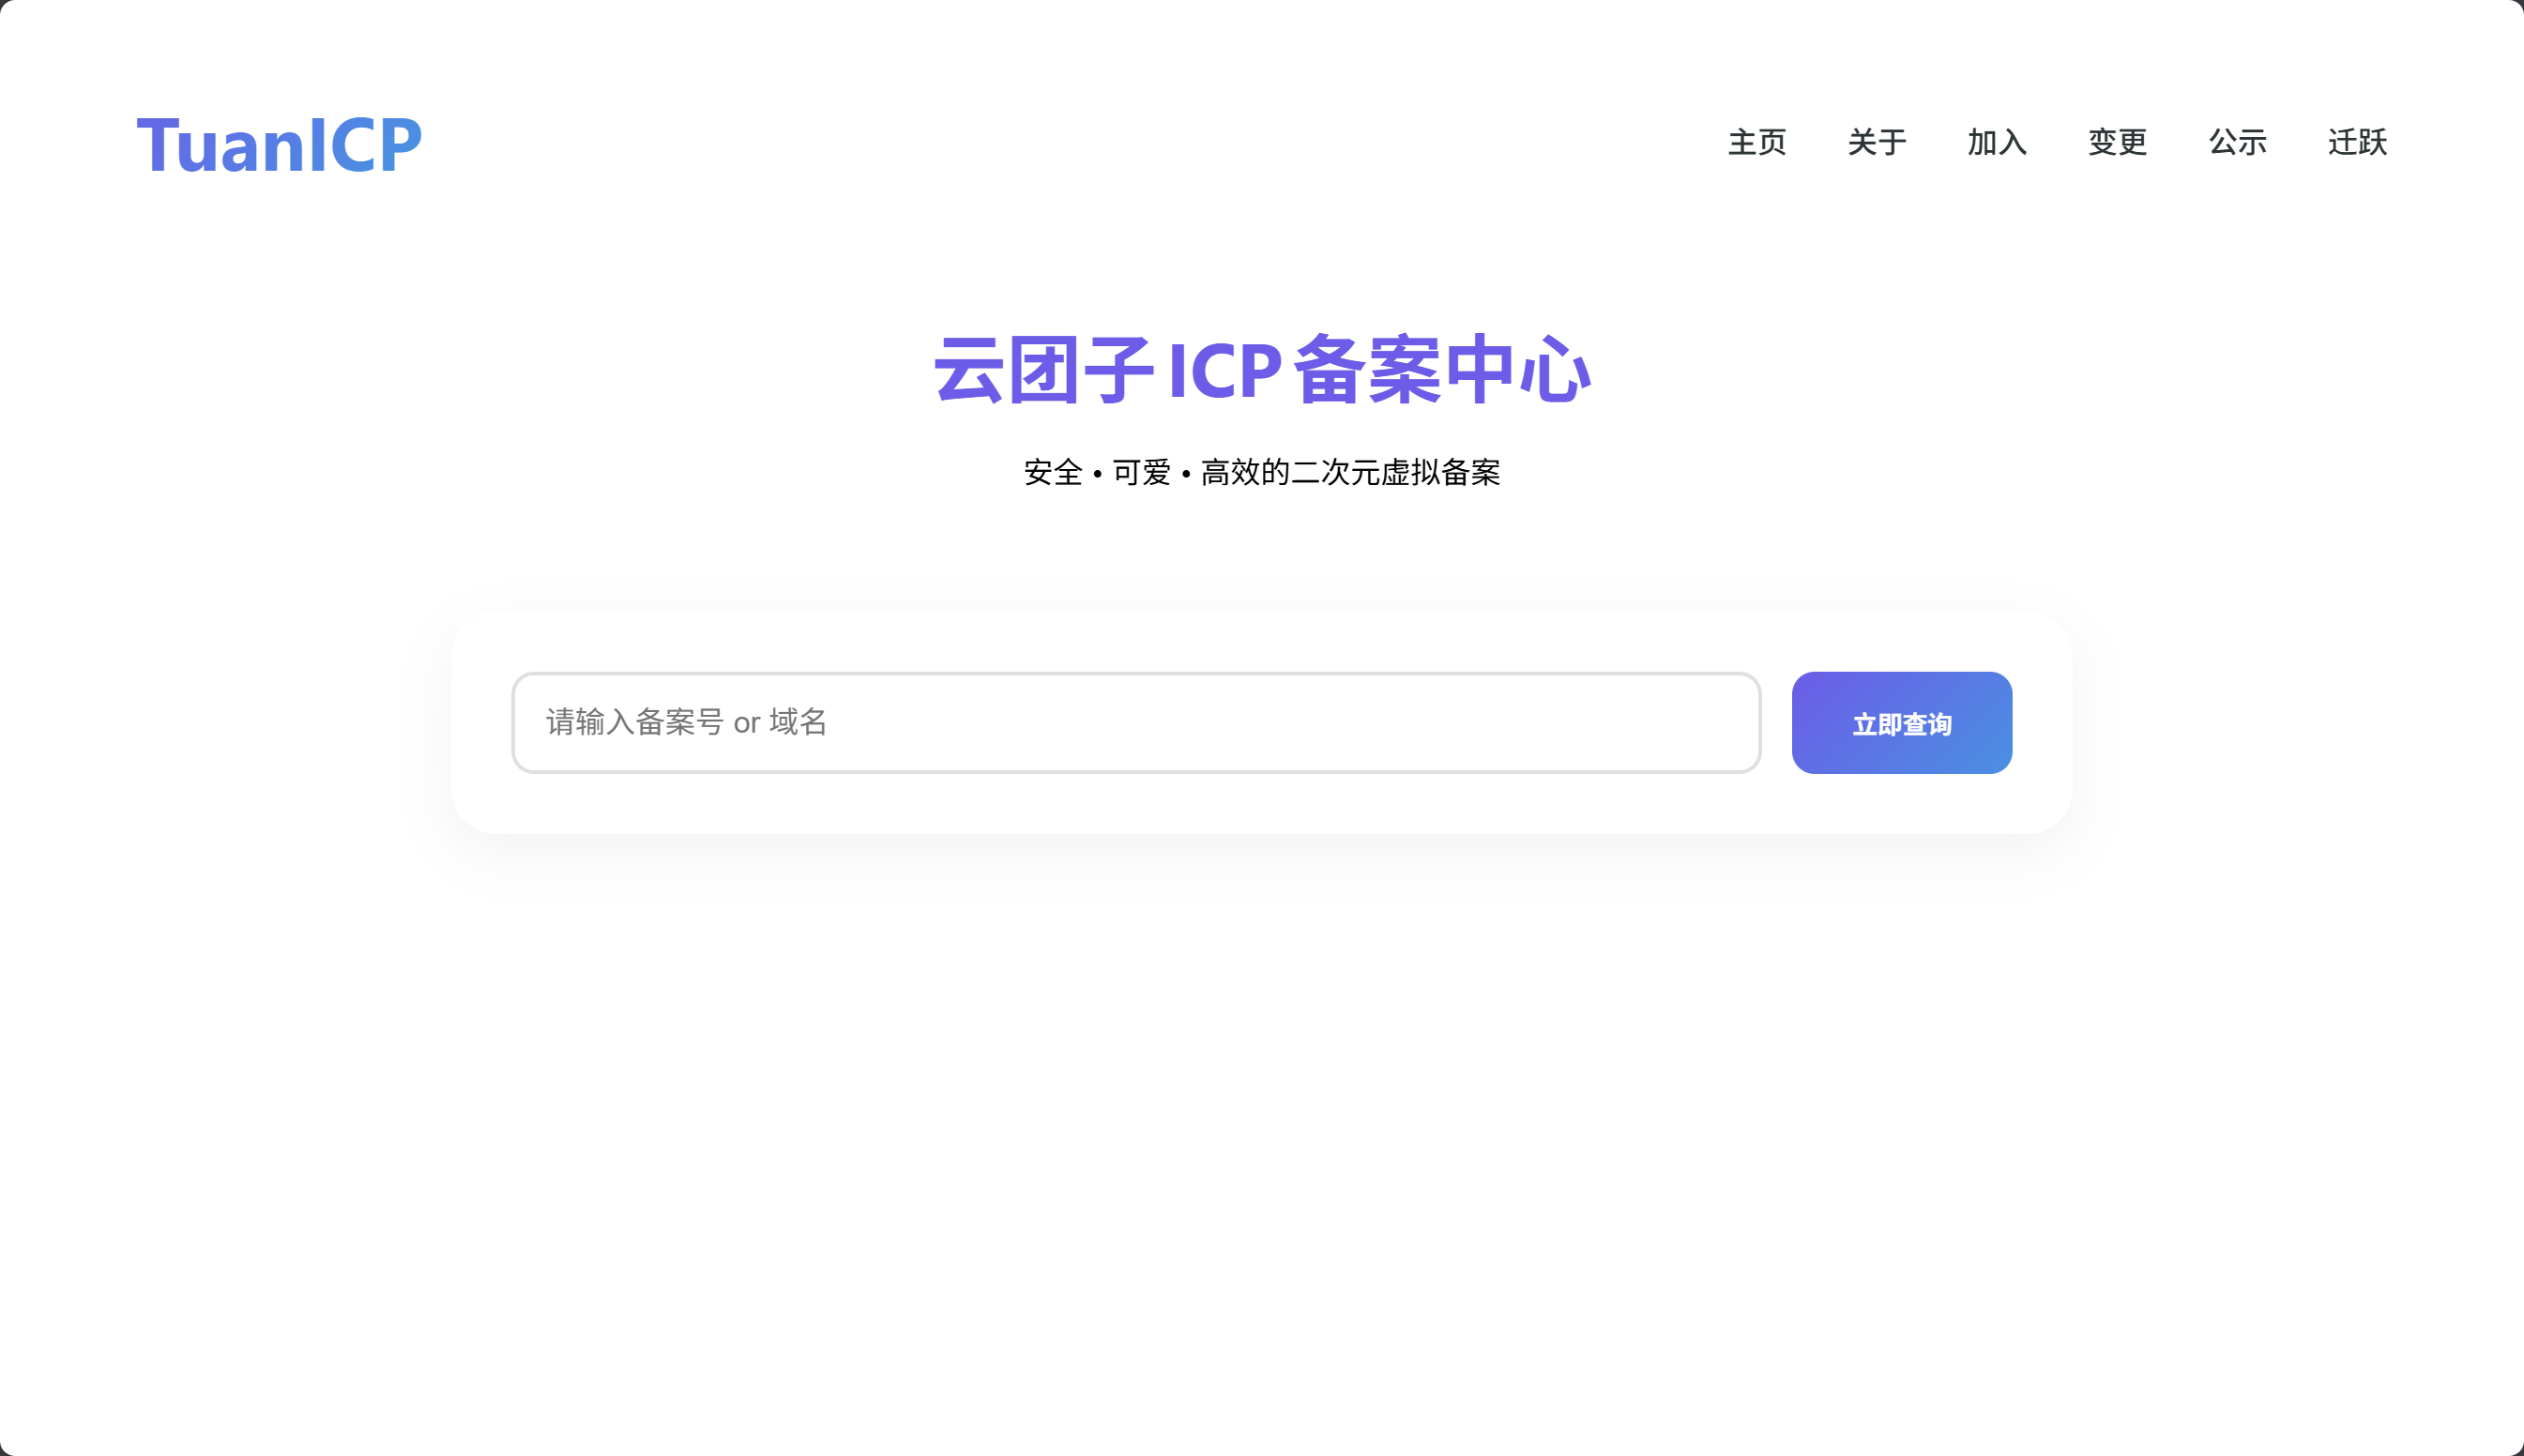 TuanICP
主页 关于 加入 变更 公示 迁跃
云团子 ICP 备案中心
安全 • 可爱 • 高效的二次元虚拟备案
请输入备案号 or 域名
立即查询